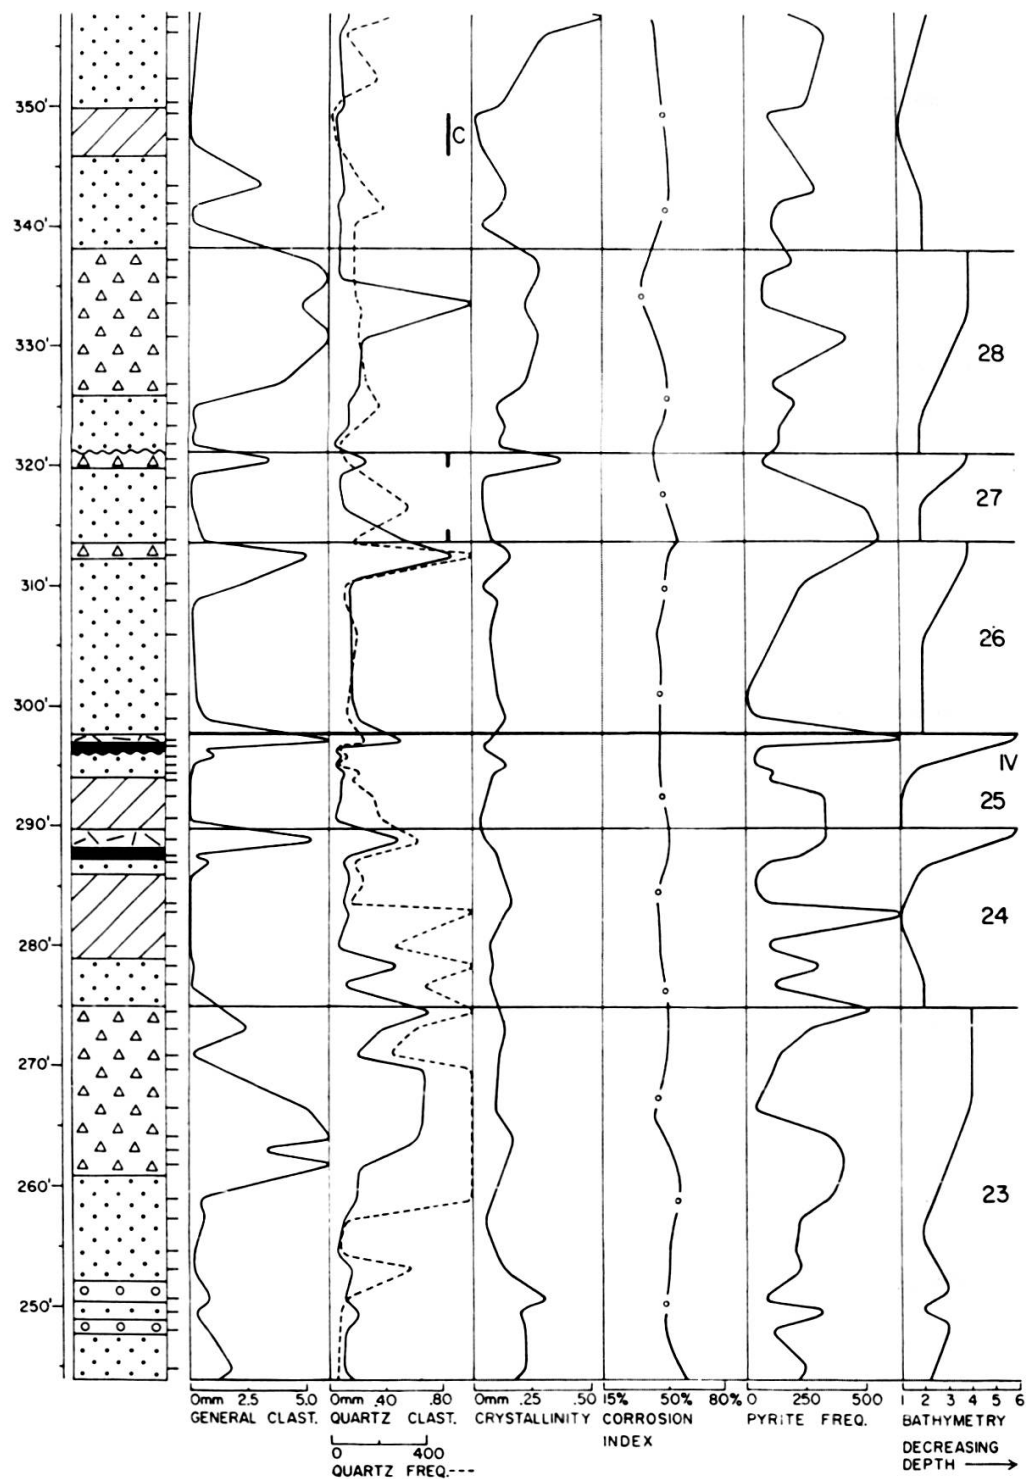 350'
C
340'
330'
28
320'
27
310'
26
300'
IV
25
290'
24
280'
270'
23
260'
250'
0mm 2.5 5.0 0mm .40 .80 0mm .25 .50 15% 50% 80% 0 250 500 1 2 3 4 5 6
GENERAL CLAST. QUARTZ CLAST. CRYSTALLINITY CORROSION PYRITE FREQ. BATHYMETRY
INDEX
0 400
DECREASING
DEPTH
QUARTZ FREQ.---